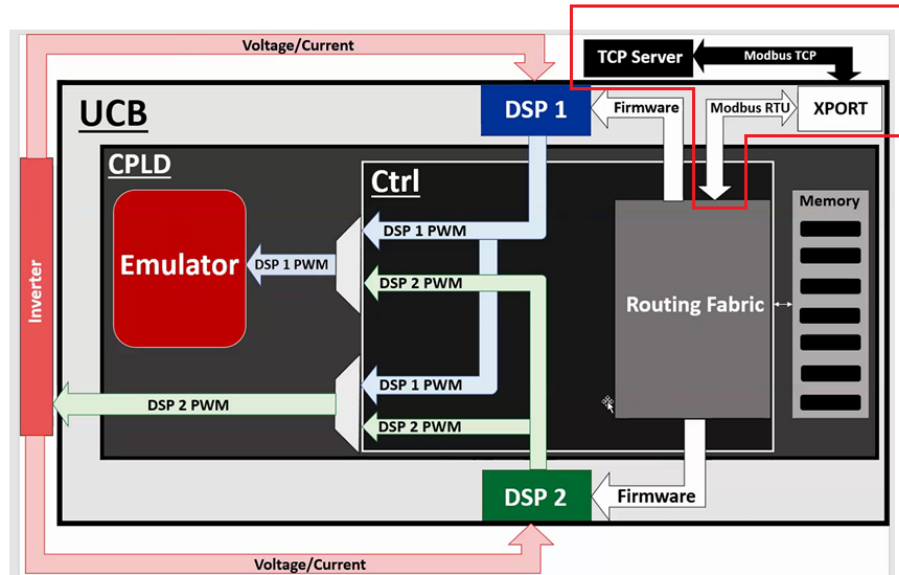 Voltage/Current
TCP Server
Modbus TCP
UCB
DSP 1
Firmware
Modbus RTU
XPORT
CPLD
Ctrl
Memory
DSP 1 PWM
Emulator
DSP 1 PWM
DSP 2 PWM
Inverter
Routing Fabric
DSP 1 PWM
DSP 2 PWM
DSP 2 PWM
DSP 2
Firmware
Voltage/Current